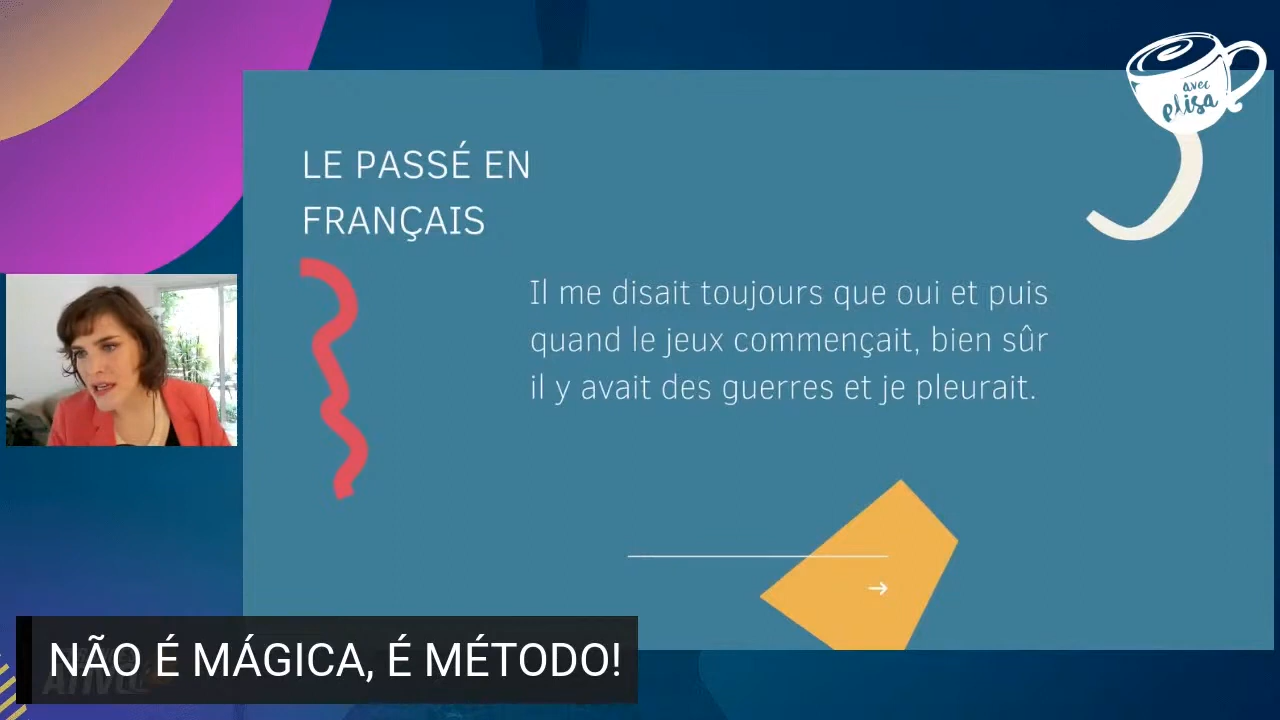 avec
elisa
LE PASSÉ EN
FRANÇAIS
Il me disait toujours que oui et puis
quand le jeux commençait, bien sûr
il y avait des guerres et je pleurait.
→
NÃO É MÁGICA, É MÉTODO!